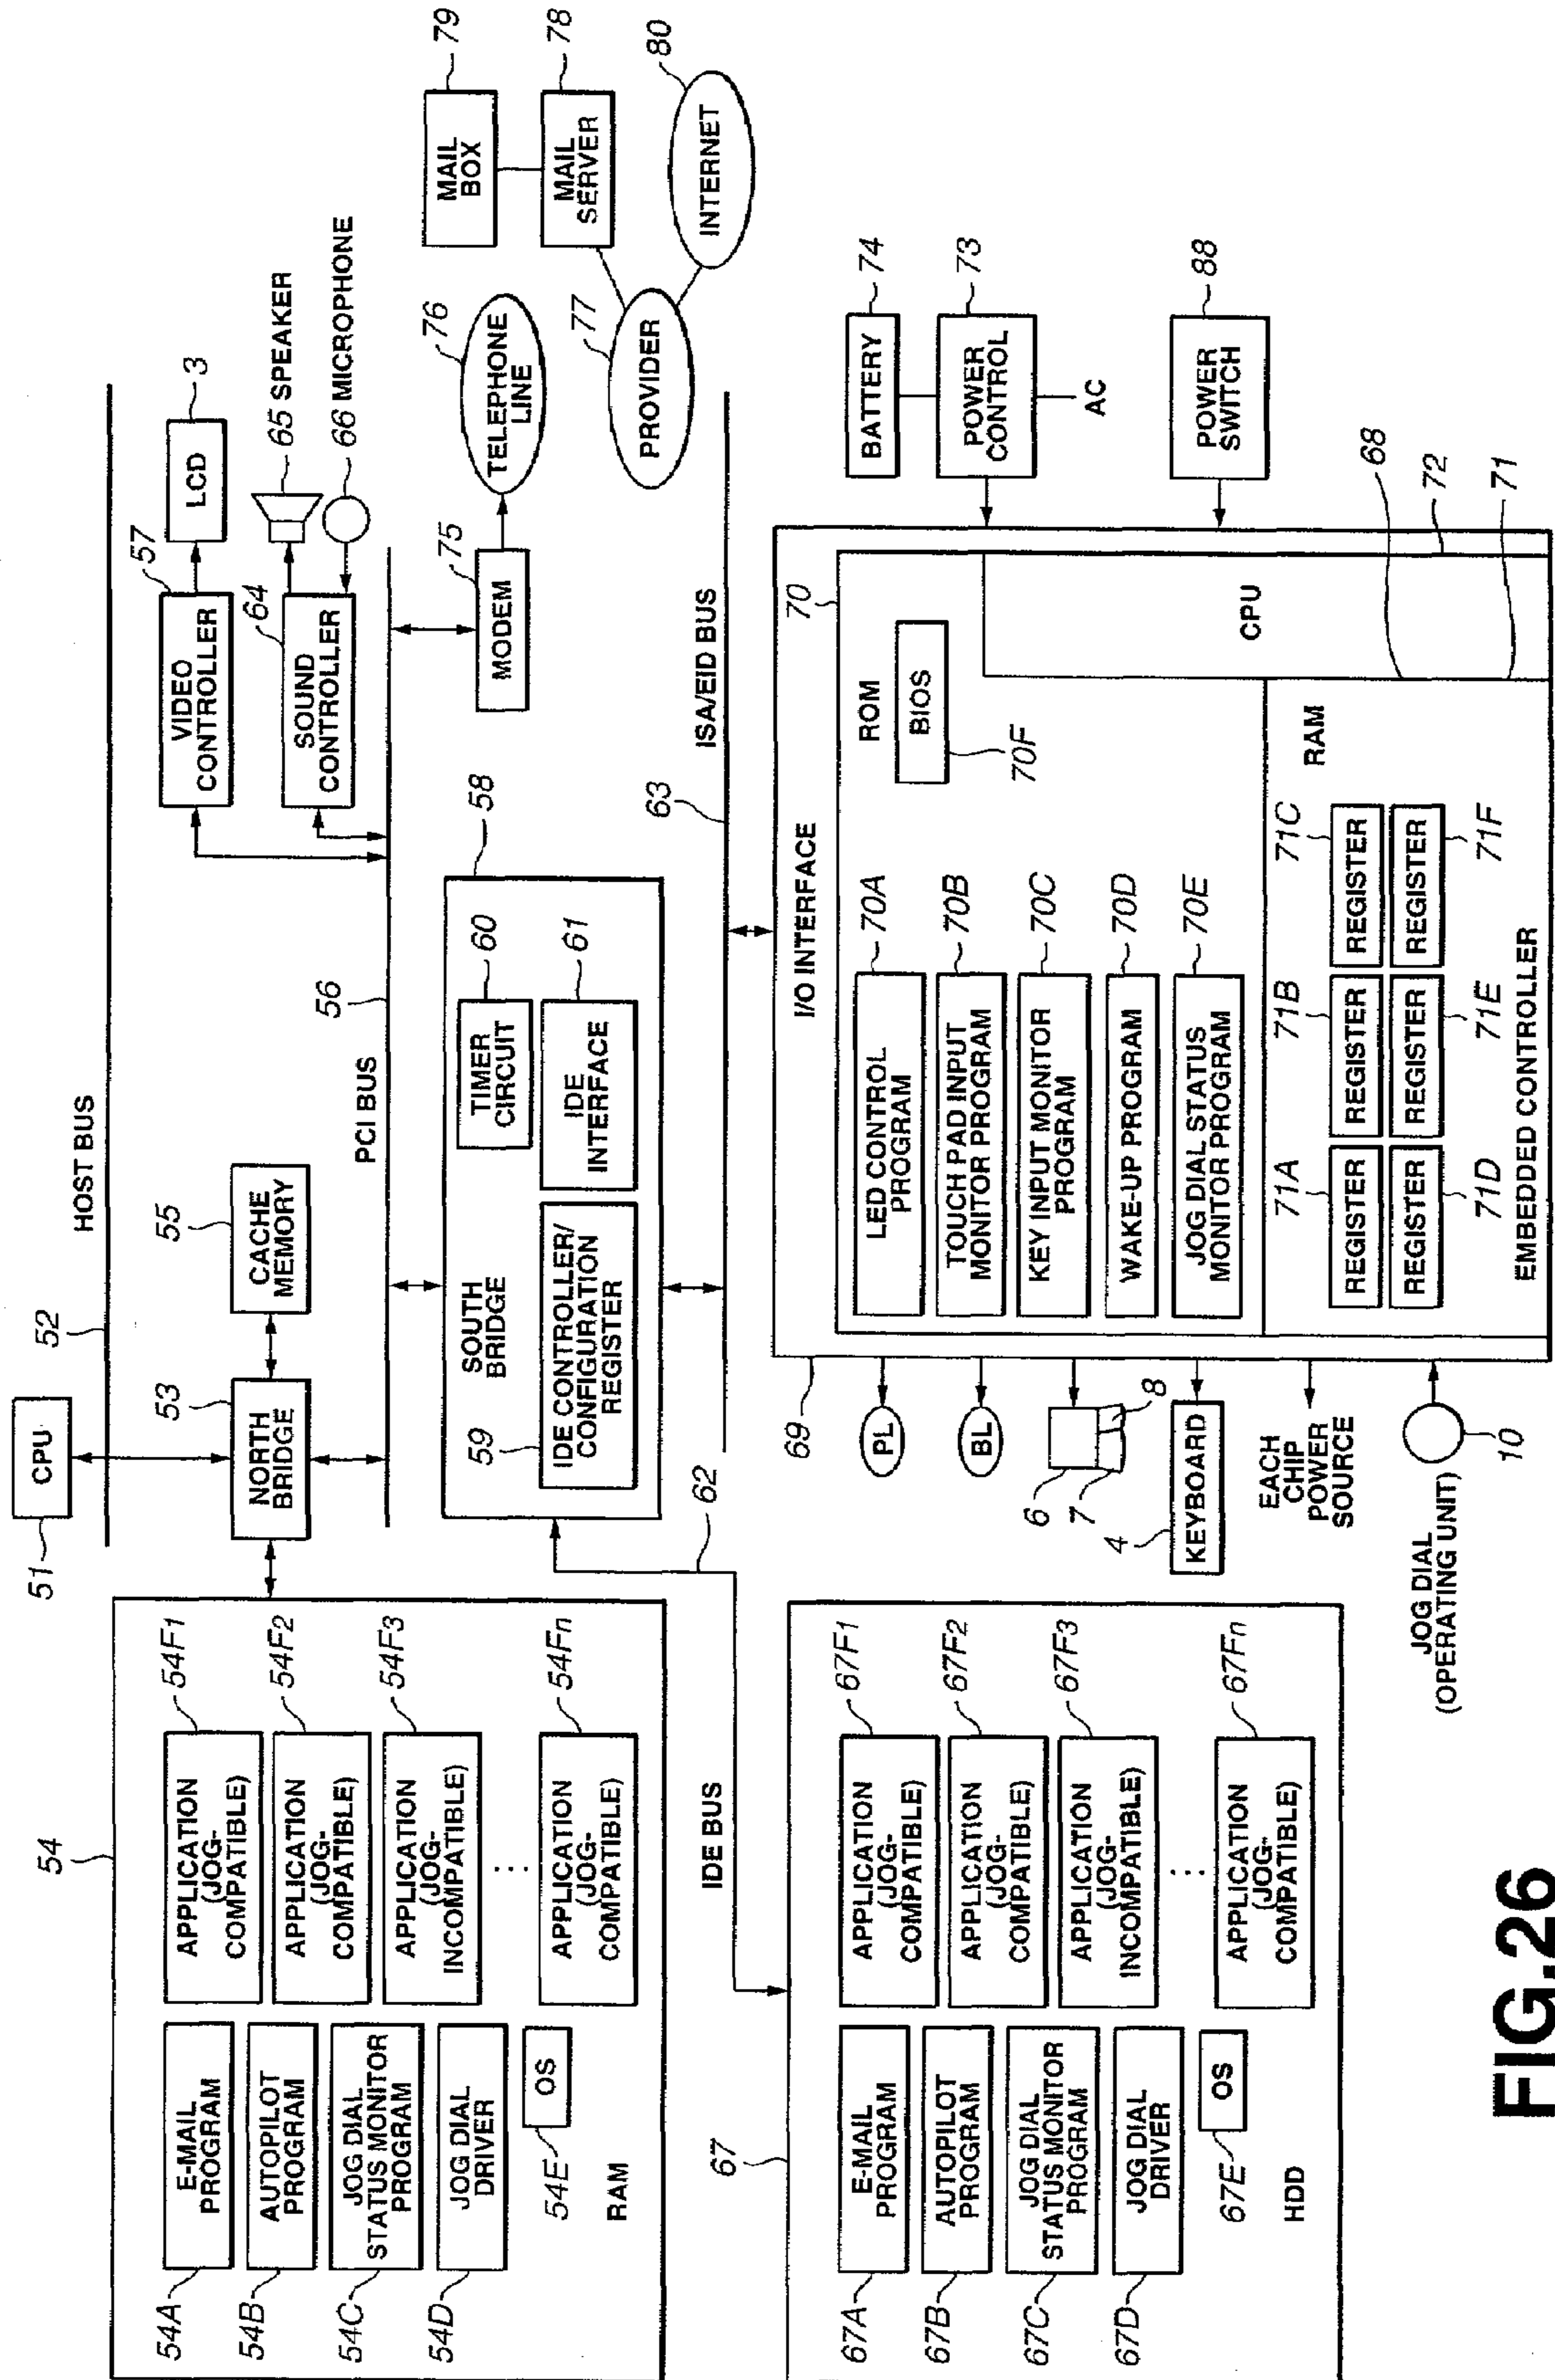 51
CPU
52
HOST BUS
53
NORTH
BRIDGE
55
CACHE
MEMORY
57
VIDEO
CONTROLLER
LCD
3
64
SOUND
CONTROLLER
65 SPEAKER
66 MICROPHONE
PCI BUS
56
54
54A
E-MAIL
PROGRAM
54B
AUTOPILOT
PROGRAM
54C
JOG DIAL
STATUS MONITOR
PROGRAM
54D
JOG DIAL
DRIVER
54E
OS
RAM
APPLICATION
(JOG-
COMPATIBLE)
54F1
APPLICATION
(JOG-
COMPATIBLE)
54F2
APPLICATION
(JOG-
INCOMPATIBLE)
54F3
...
APPLICATION
(JOG-
COMPATIBLE)
54Fn
SOUTH
BRIDGE
58
59
IDE CONTROLLER/
CONFIGURATION
REGISTER
TIMER
CIRCUIT
60
IDE
INTERFACE
61
75
MODEM
76
TELEPHONE
LINE
77
PROVIDER
MAIL
BOX
79
MAIL
SERVER
78
INTERNET
80
62
IDE BUS
63
ISA/EID BUS
67
67A
E-MAIL
PROGRAM
67B
AUTOPILOT
PROGRAM
67C
JOG DIAL
STATUS MONITOR
PROGRAM
67D
JOG DIAL
DRIVER
67E
OS
HDD
APPLICATION
(JOG-
COMPATIBLE)
67F1
APPLICATION
(JOG-
COMPATIBLE)
67F2
APPLICATION
(JOG-
INCOMPATIBLE)
67F3
...
APPLICATION
(JOG-
COMPATIBLE)
67Fn
69
PL
BL
6
7
8
4
KEYBOARD
EACH
CHIP
POWER
SOURCE
JOG DIAL
(OPERATING UNIT)
10
I/O INTERFACE
70
LED CONTROL
PROGRAM
70A
TOUCH PAD INPUT
MONITOR PROGRAM
70B
KEY INPUT MONITOR
PROGRAM
70C
WAKE-UP PROGRAM
70D
JOG DIAL STATUS
MONITOR PROGRAM
70E
ROM
BIOS
70F
CPU
RAM
71A
REGISTER
71B
REGISTER
71C
REGISTER
REGISTER
71D
REGISTER
71E
REGISTER
71F
EMBEDDED CONTROLLER
BATTERY
74
POWER
CONTROL
73
AC
POWER
SWITCH
88
68
72
71
FIG.26